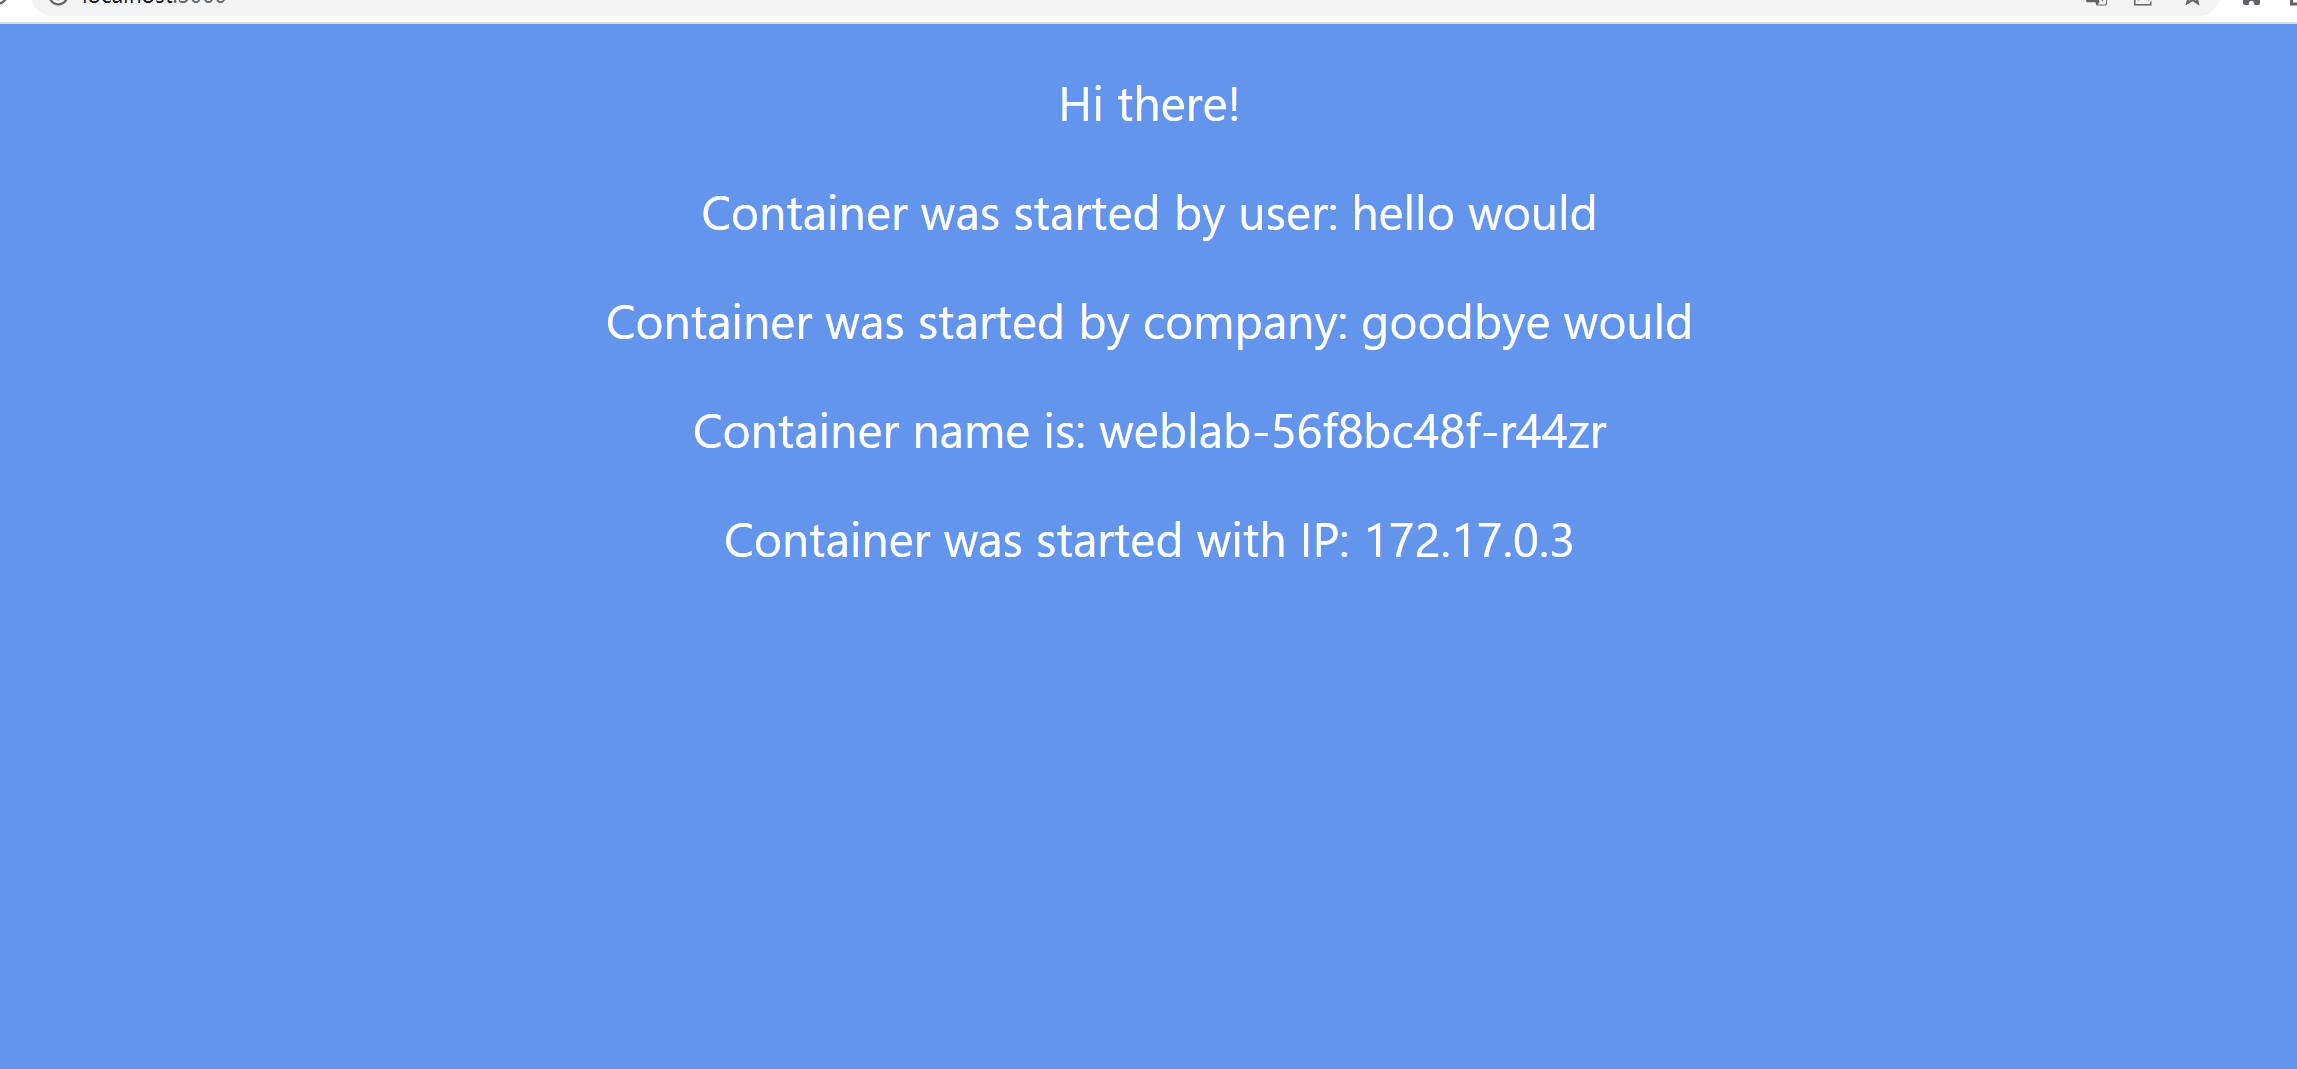 Hi there!
Container was started by user: hello would
Container was started by company: goodbye would
Container name is: weblab-56f8bc48f-r44zr
Container was started with IP: 172.17.0.3